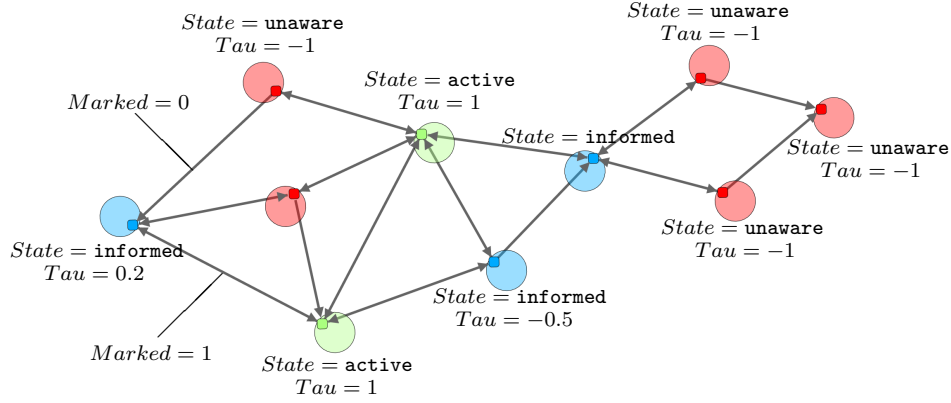 State = unaware
Tau = −1
Marked = 0
State = active
Tau = 1
State = unaware
Tau = −1
State = informed
State = unaware
Tau = −1
State = unaware
Tau = −1
State = informed
Tau = 0.2
State = informed
Tau = −0.5
Marked = 1
State = active
Tau = 1